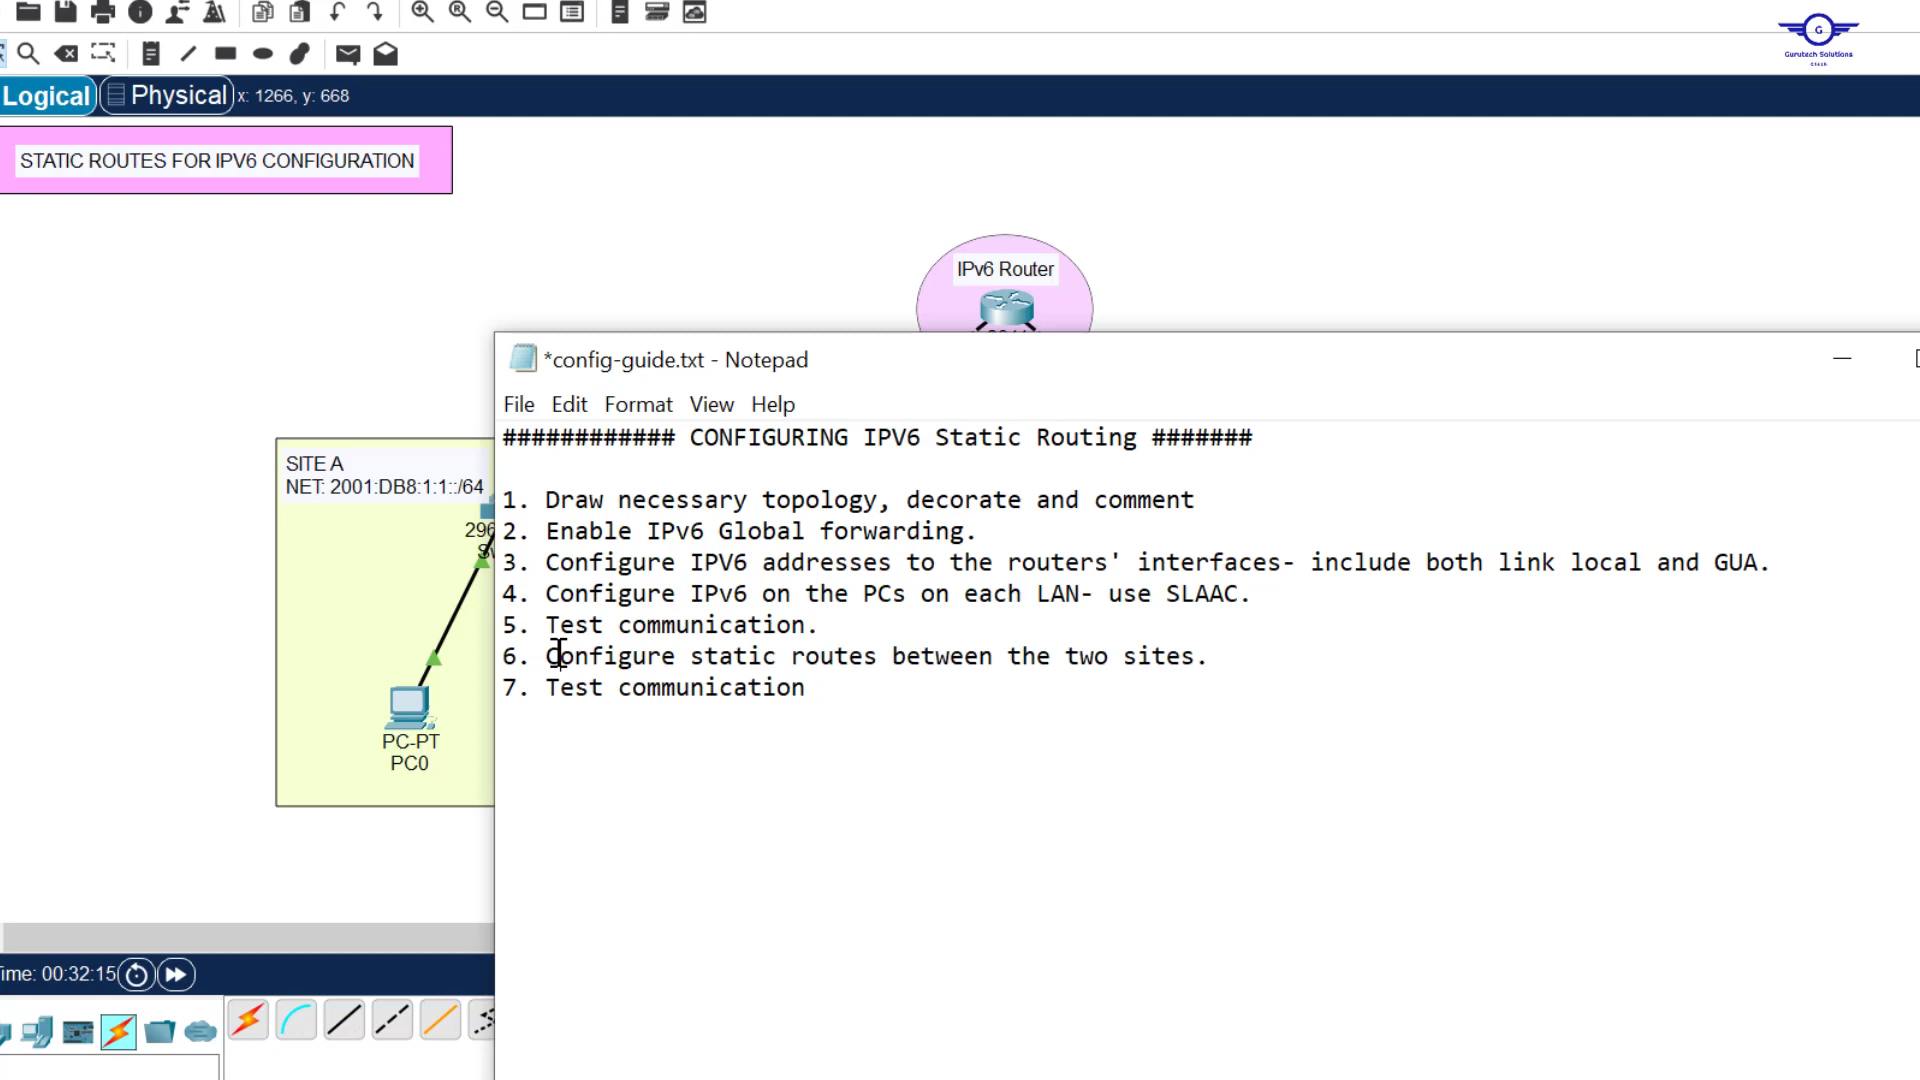 G
Gurutech Solutions
Logical
Physical
x: 1266, y: 668
STATIC ROUTES FOR IPV6 CONFIGURATION
IPv6 Router
*config-guide.txt - Notepad
File Edit Format View Help
############ CONFIGURING IPV6 Static Routing #######
1. Draw necessary topology, decorate and comment
2. Enable IPv6 Global forwarding.
3. Configure IPV6 addresses to the routers' interfaces- include both link local and GUA.
4. Configure IPv6 on the PCs on each LAN- use SLAAC.
5. Test communication.
6. Configure static routes between the two sites.
7. Test communication
SITE A
NET: 2001:DB8:1:1::/64
296
PC-PT
PC0
ime: 00:32:15